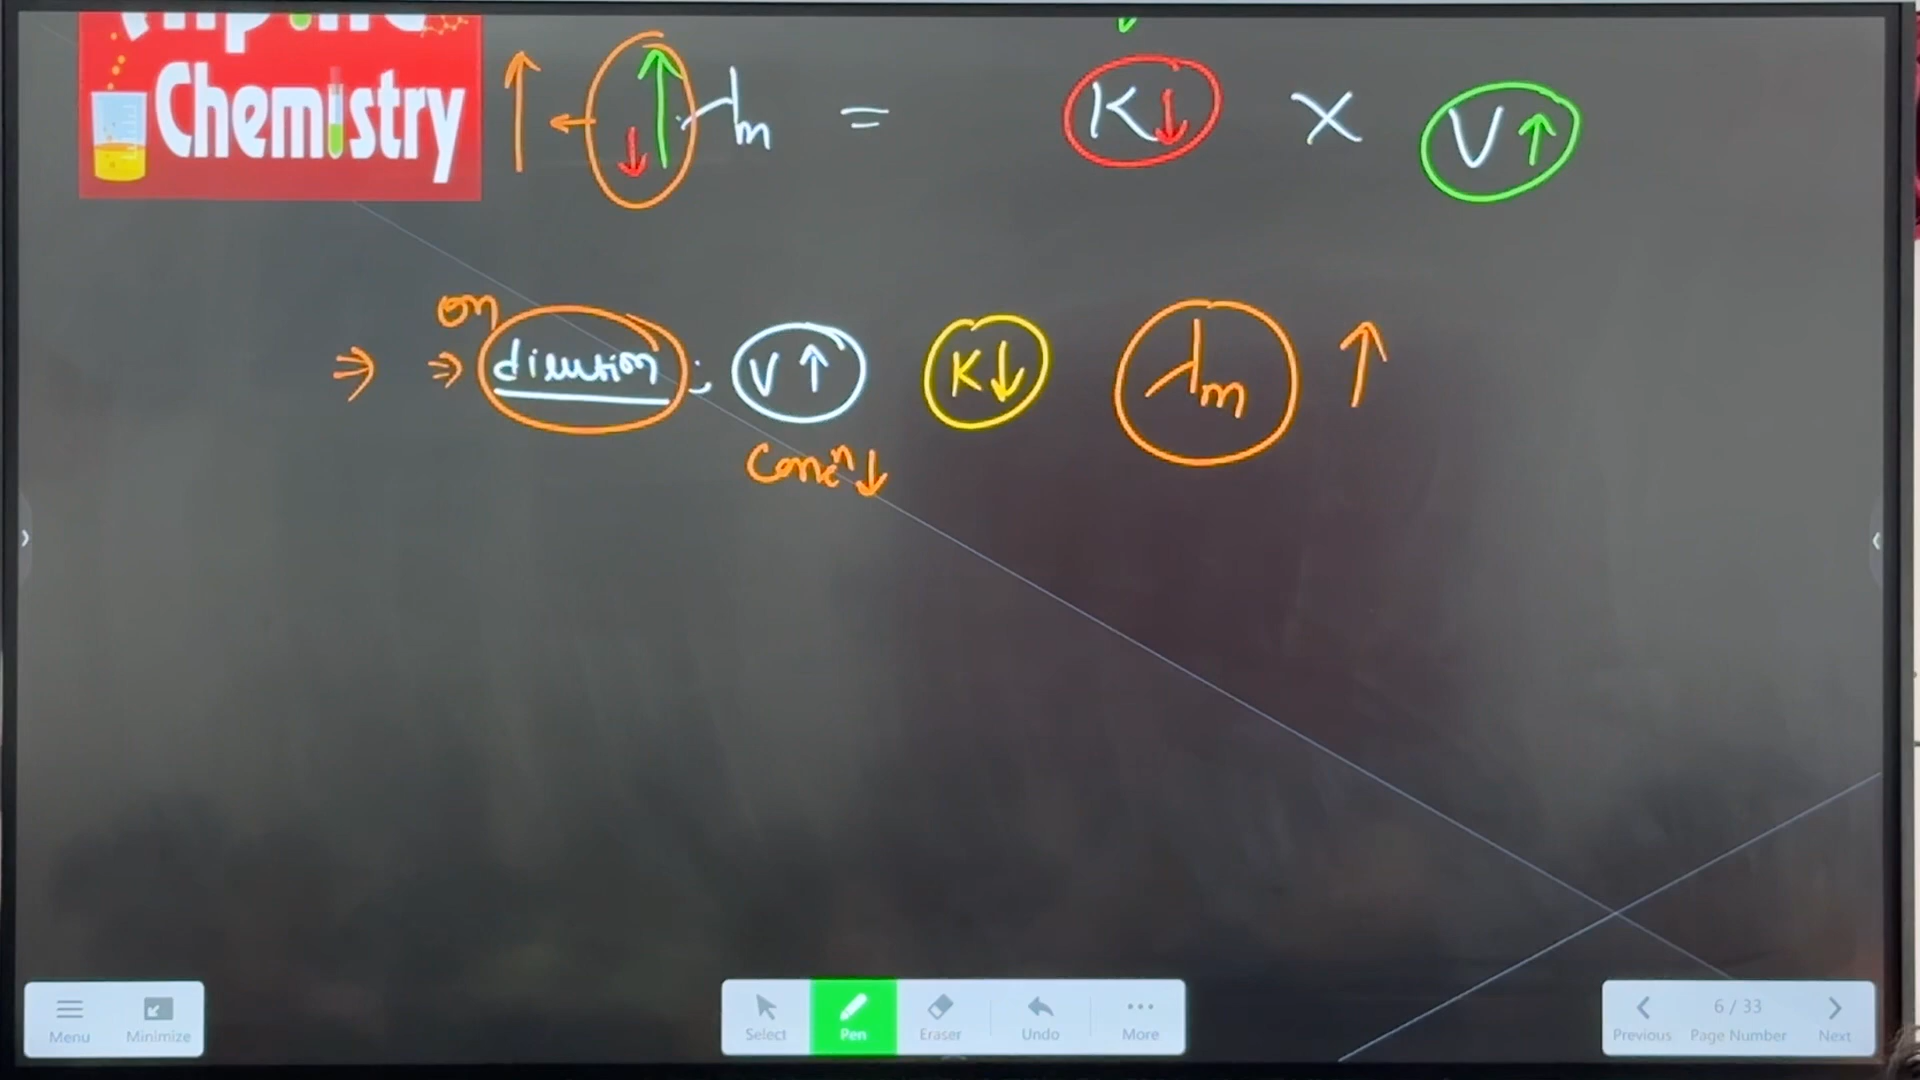 Chemistry
↑ ← ↓ ↑ λm = K↓ × V↑
on
⇒ ⇒ dilution : V↑ K↓ λm ↑
Concⁿ↓
Menu Minimize Select Pen Eraser Undo More Previous 6 / 33 Page Number Next